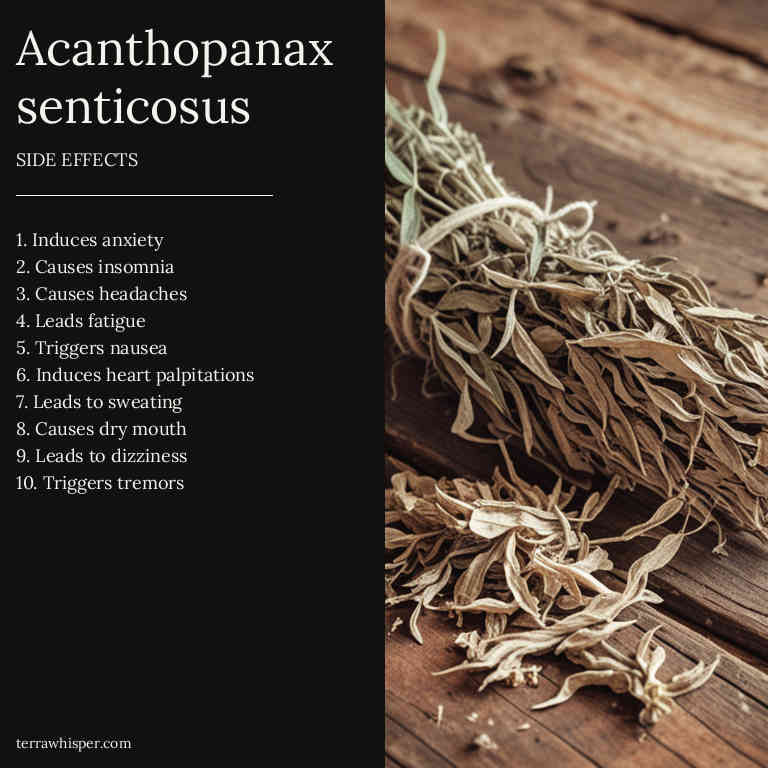 Acanthopanax
senticosus
SIDE EFFECTS
1. Induces anxiety
2. Causes insomnia
3. Causes headaches
4. Leads fatigue
5. Triggers nausea
6. Induces heart palpitations
7. Leads to sweating
8. Causes dry mouth
9. Leads to dizziness
10. Triggers tremors
terrawhisper.com